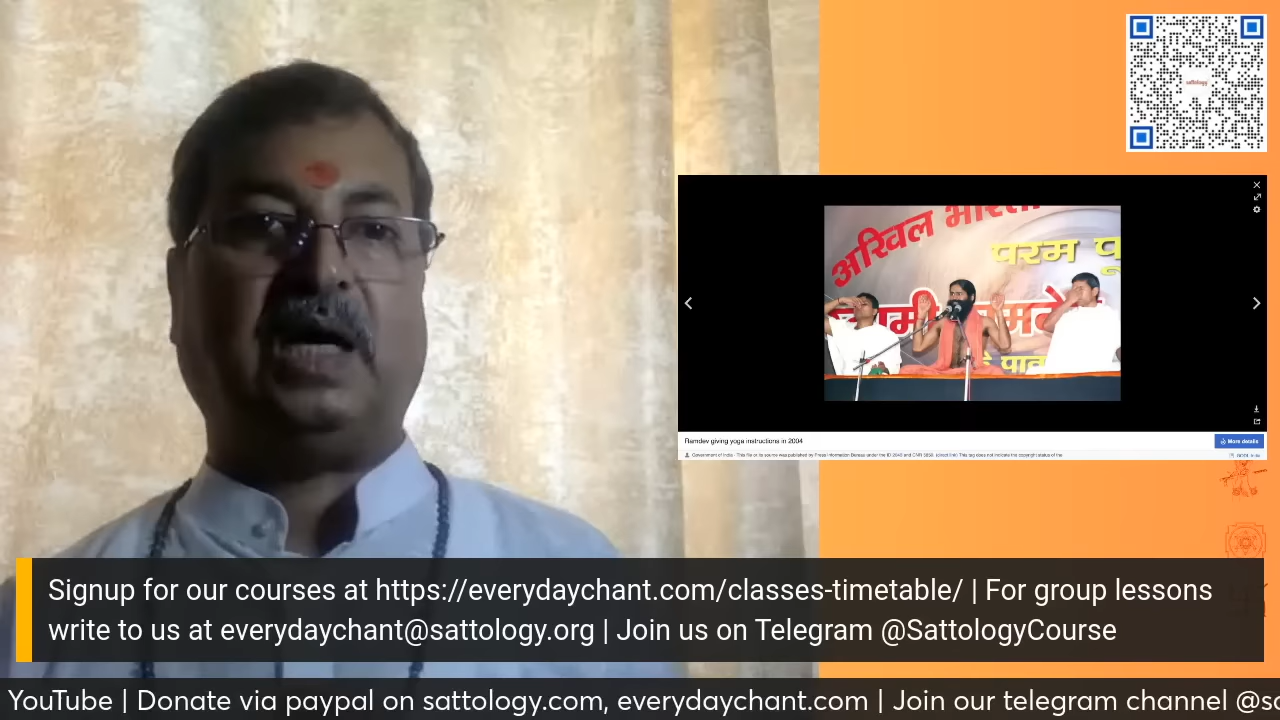 sattology
अखिल भारती
परम पू
Ramdev giving yoga instructions in 2004
More details
Signup for our courses at https://everydaychant.com/classes-timetable/ | For group lessons
write to us at everydaychant@sattology.org | Join us on Telegram @SattologyCourse
YouTube | Donate via paypal on sattology.com, everydaychant.com | Join our telegram channel @s